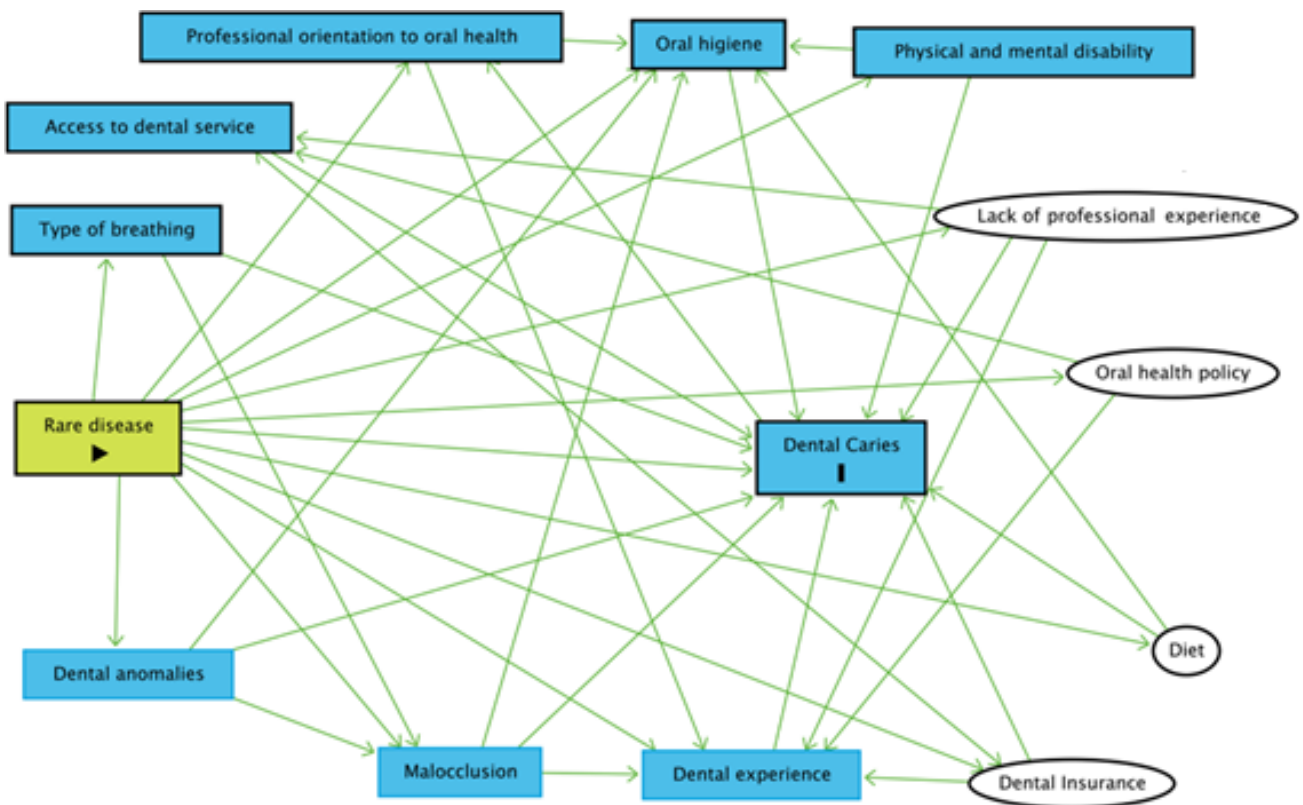 Professional orientation to oral health
Oral higiene
Physical and mental disability
Access to dental service
Lack of professional experience
Type of breathing
Oral health policy
Rare disease
Dental Caries
Diet
Dental anomalies
Malocclusion
Dental experience
Dental Insurance